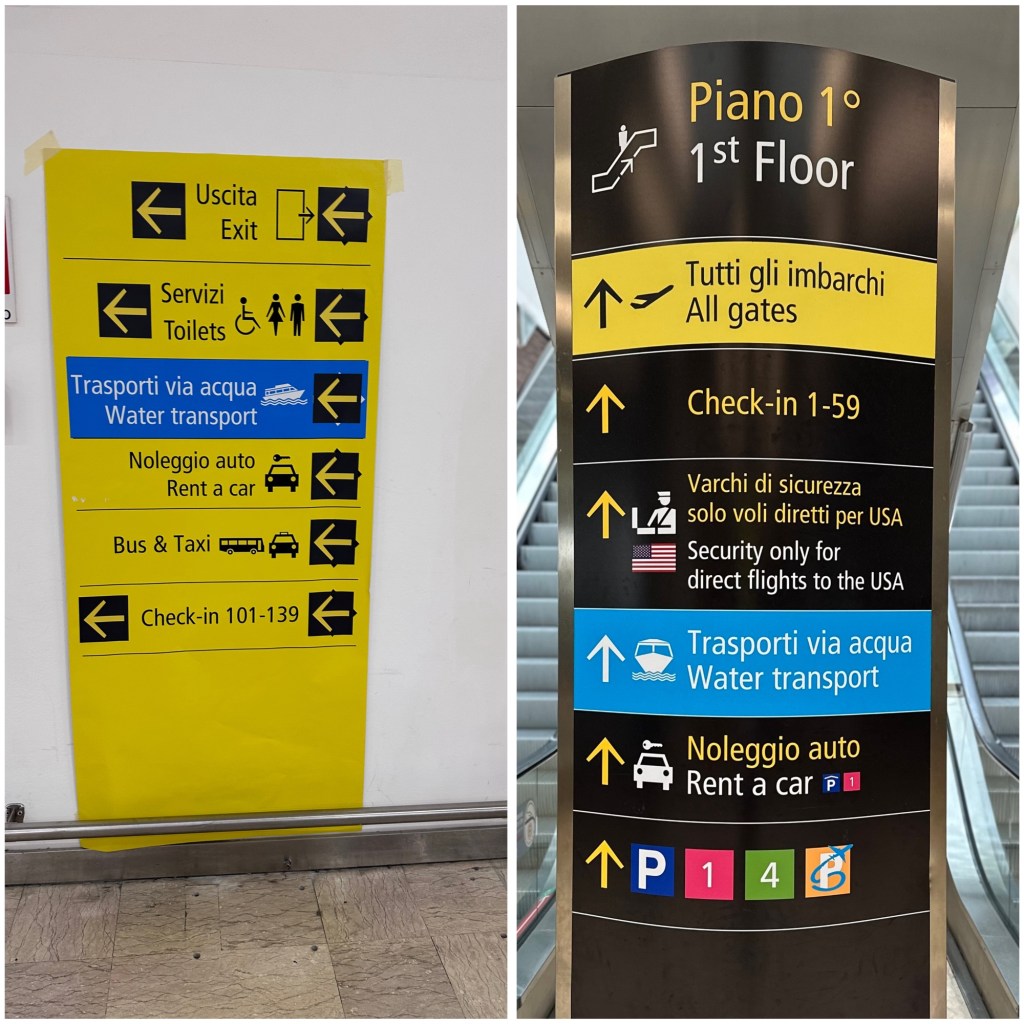 Uscita
Exit
Servizi
Toilets
Trasporti via acqua
Water transport
Noleggio auto
Rent a car
Bus & Taxi
Check-in 101-139
Piano 1°
1st Floor
Tutti gli imbarchi
All gates
Check-in 1-59
Varchi di sicurezza
solo voli diretti per USA
Security only for
direct flights to the USA
Trasporti via acqua
Water transport
Noleggio auto
Rent a car P 1
P 1 4 P